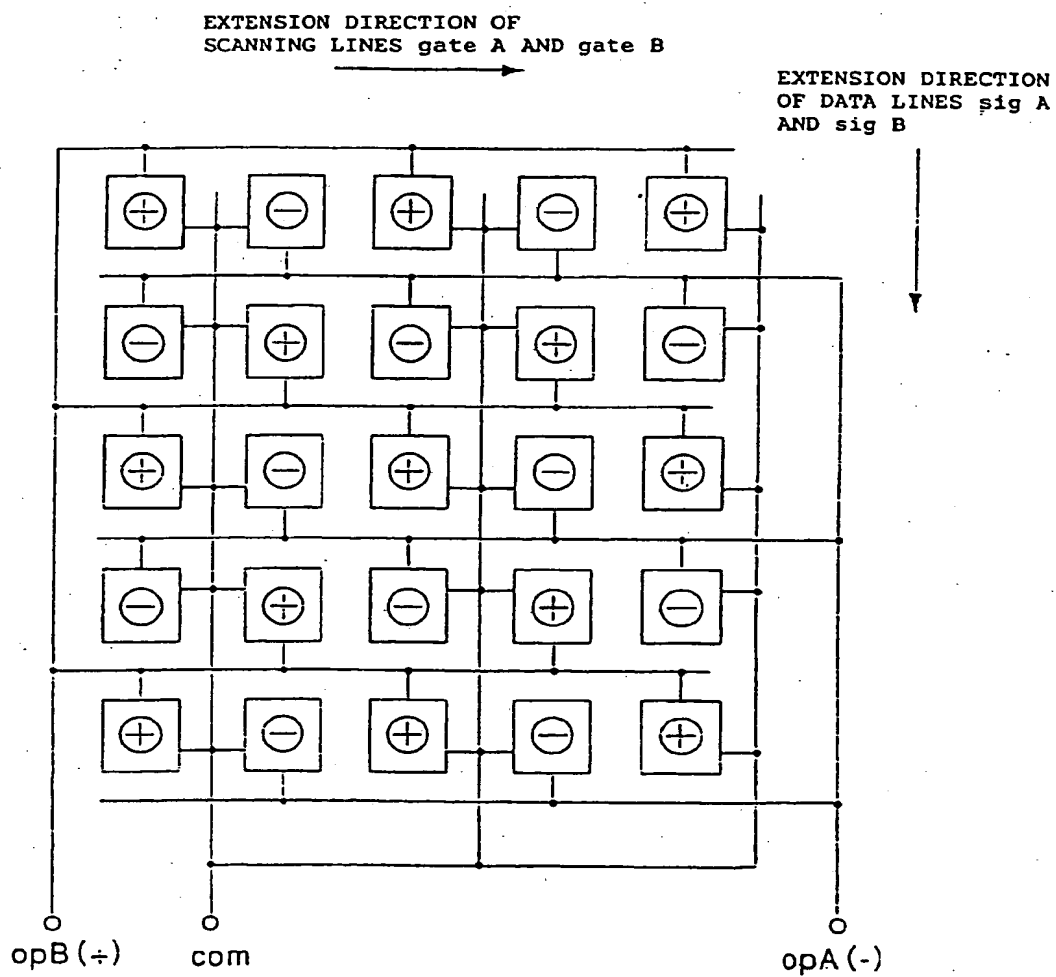 EXTENSION DIRECTION OF
SCANNING LINES gate A AND gate B
EXTENSION DIRECTION
OF DATA LINES sig A
AND sig B
+ − + − +
− + − + −
+ − + − +
− + − + −
+ − + − +
opB (÷)
com
opA (-)